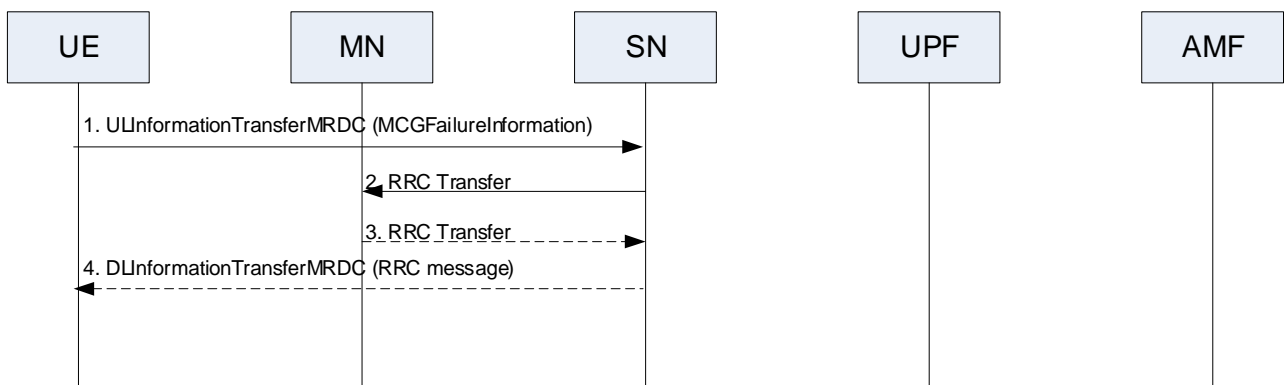 UE
MN
SN
UPF
AMF
1. ULInformationTransferMRDC (MCGFailureInformation)
2. RRC Transfer
3. RRC Transfer
4. DLInformationTransferMRDC (RRC message)